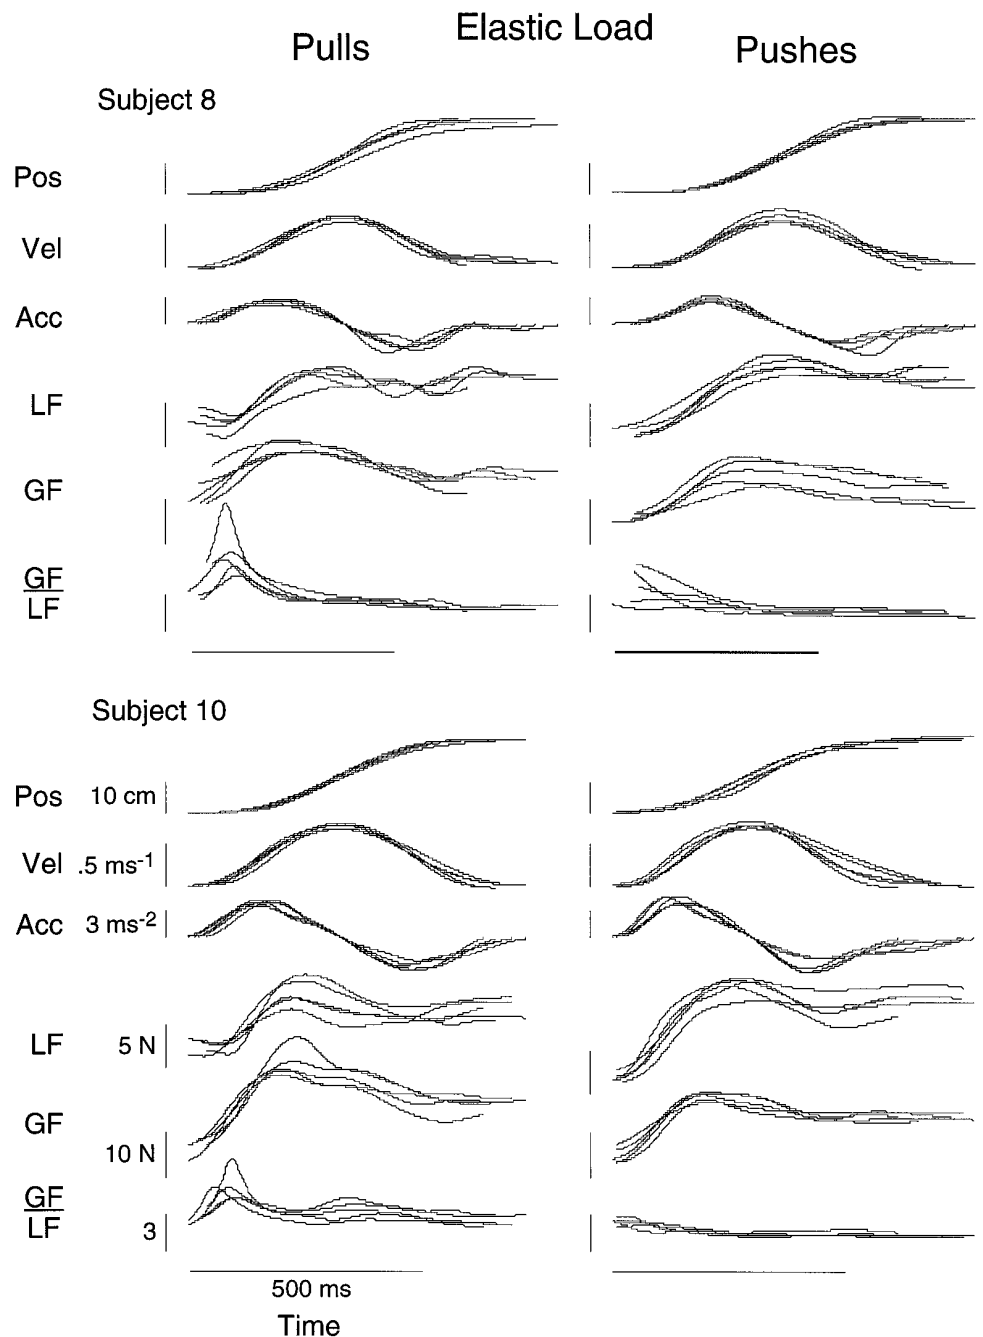 Elastic Load
Pulls
Pushes
Subject 8
Pos
Vel
Acc
LF
GF
GF
LF
Subject 10
Pos 10 cm
Vel .5 ms-1
Acc 3 ms-2
LF 5 N
GF
10 N
GF
LF 3
500 ms
Time